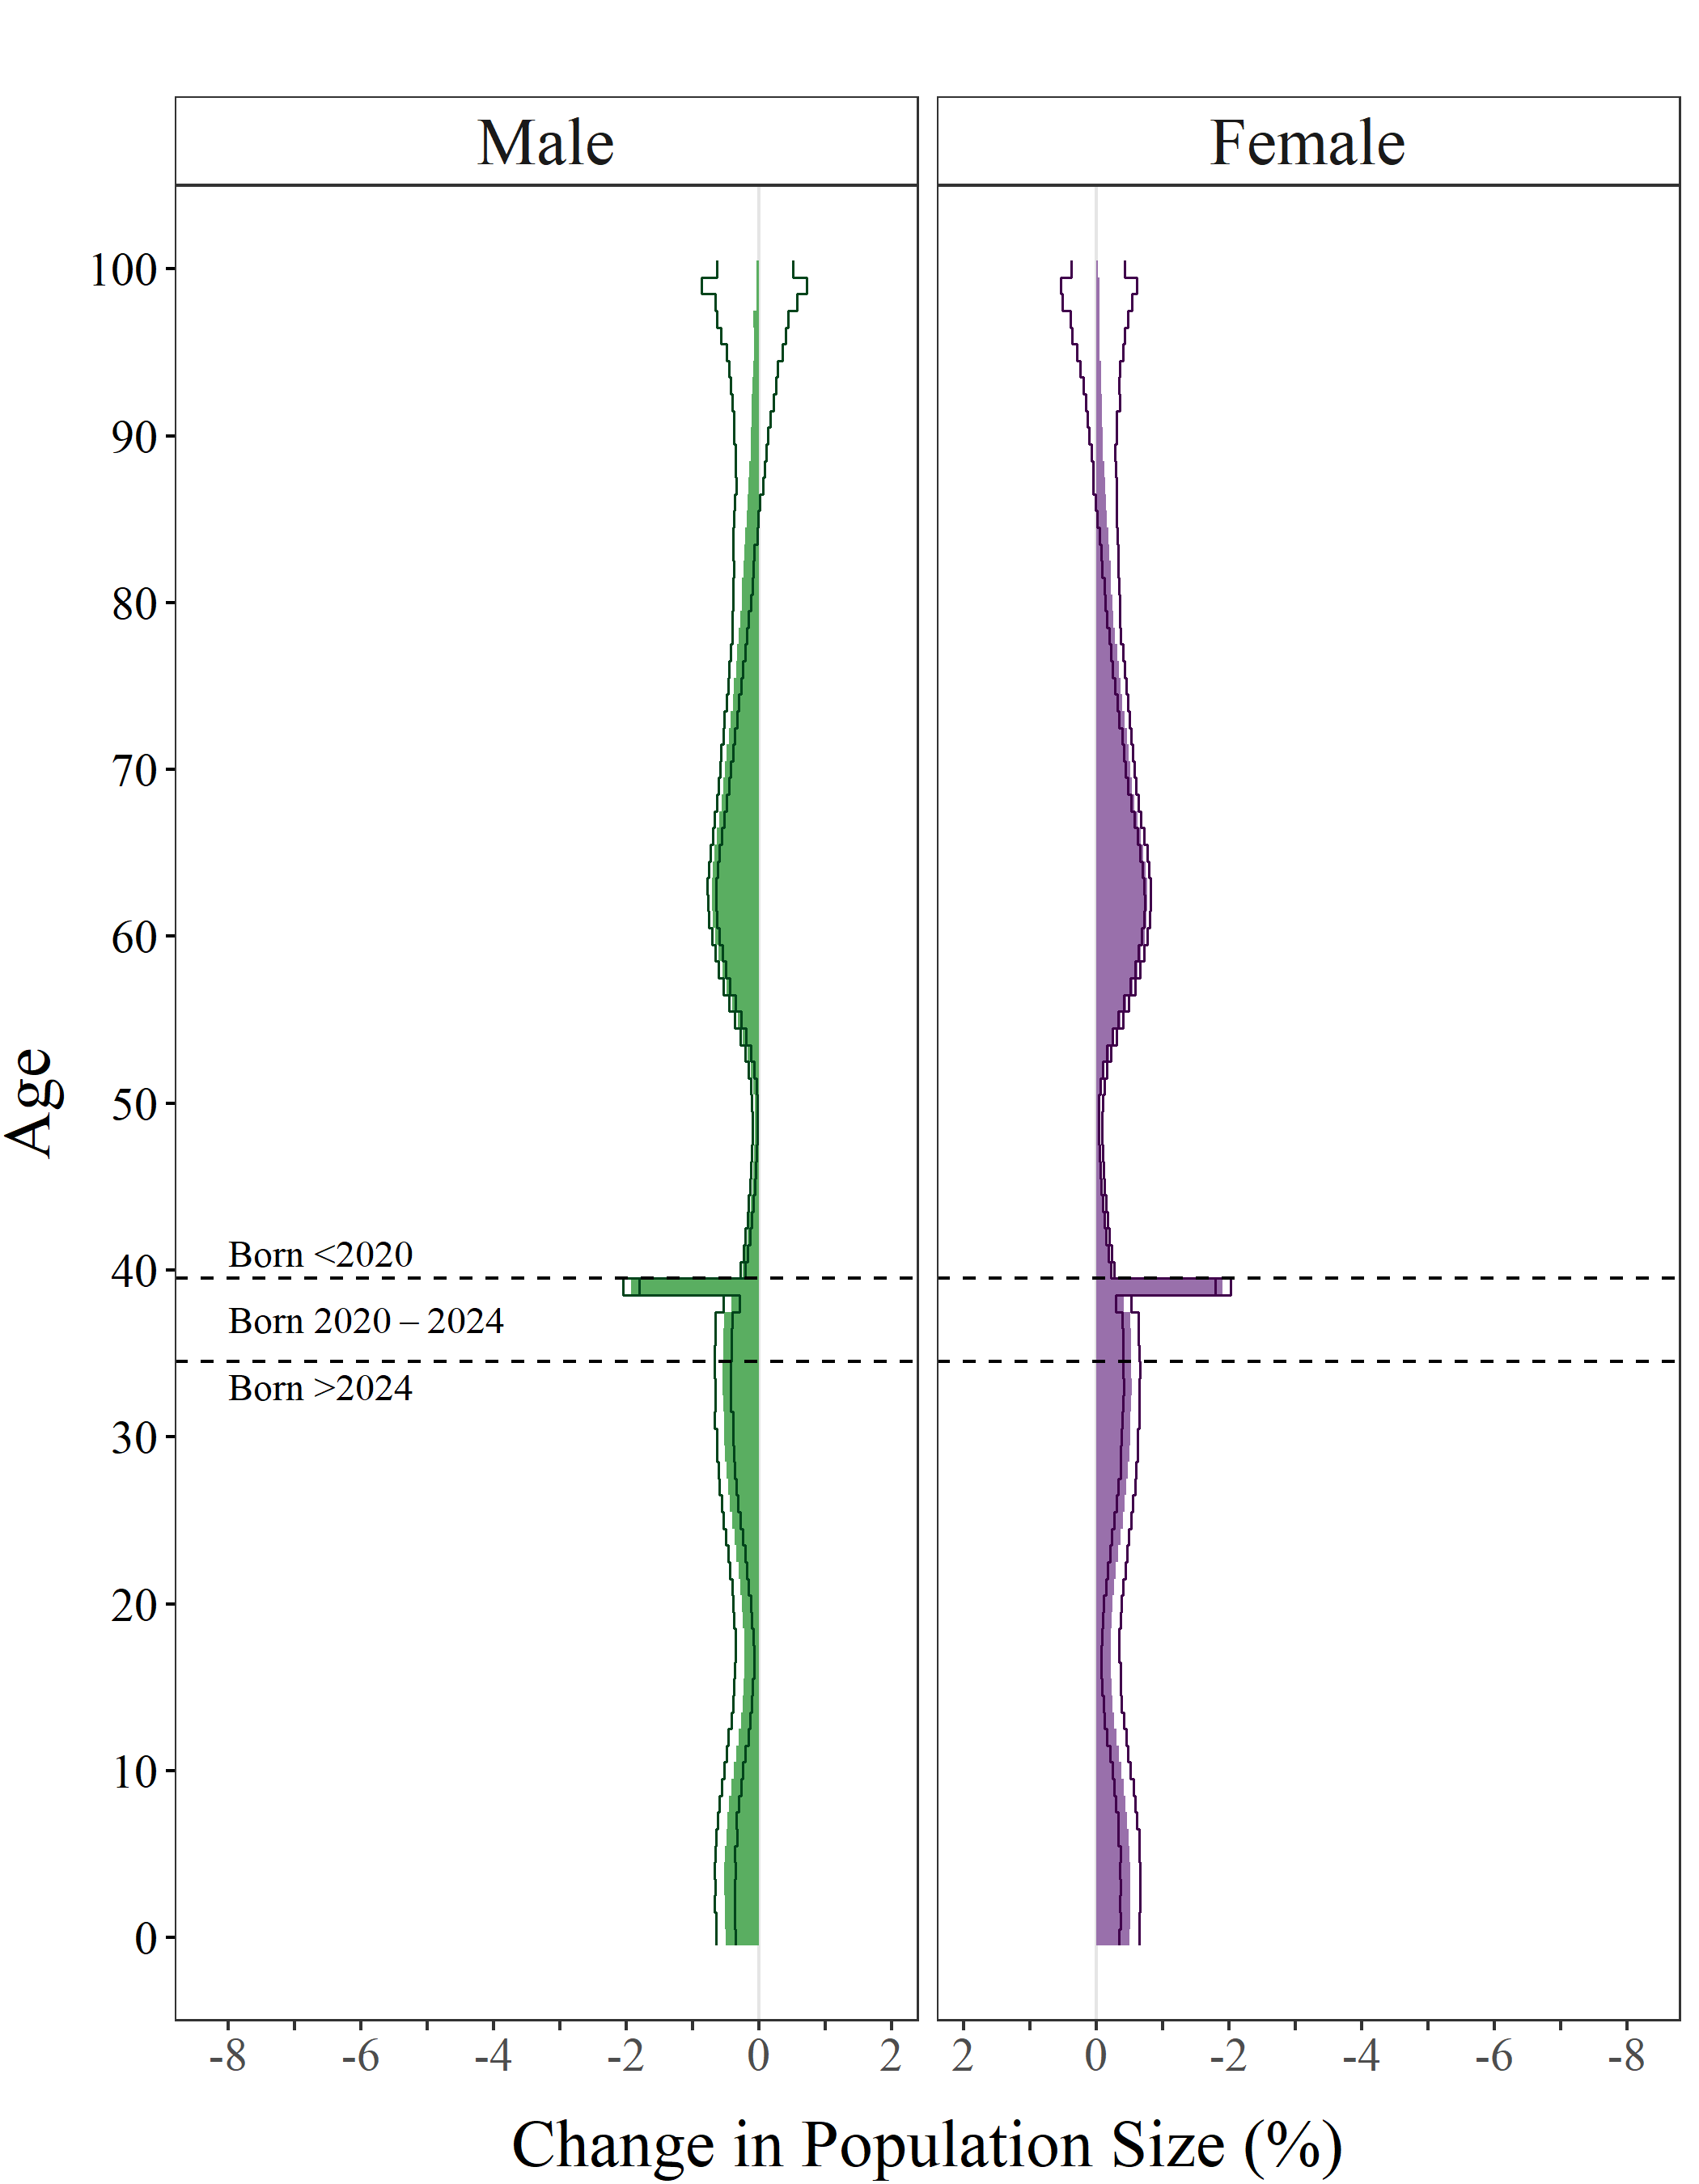 Male
Female
100
90
80
70
60
50
40
30
20
10
0
Age
Born <2020
Born 2020 – 2024
Born >2024
-8 -6 -4 -2 0 2
2 0 -2 -4 -6 -8
Change in Population Size (%)